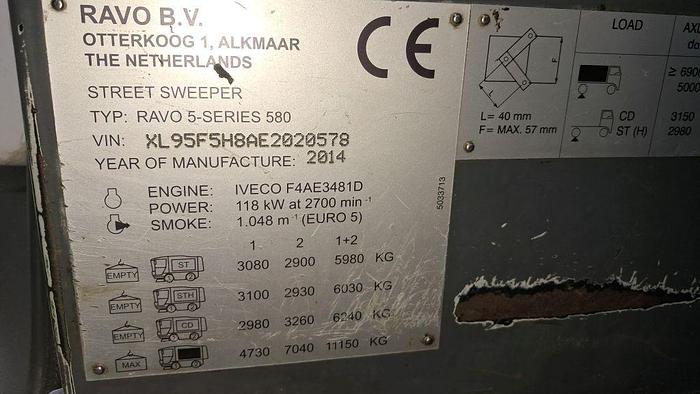 RAVO B.V.
OTTERKOOG 1, ALKMAAR
THE NETHERLANDS
CE
STREET SWEEPER
TYP: RAVO 5-SERIES 580
VIN: XL95F5H8AE2020578
YEAR OF MANUFACTURE: 2014
ENGINE: IVECO F4AE3481D
POWER: 118 kW at 2700 min⁻¹
SMOKE: 1.048 m⁻¹ (EURO 5)
1 2 1+2
EMPTY ST 3080 2900 5980 KG
EMPTY STH 3100 2930 6030 KG
EMPTY CD 2980 3260 6240 KG
MAX 4730 7040 11150 KG
5033713
F
L
L= 40 mm
F= MAX. 57 mm
LOAD
≥ 6900
5000
CD 3150
ST (H) 2980